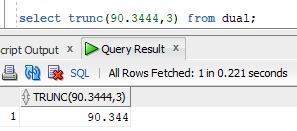 select trunc(90.3444,3) from dual;
cript Output × Query Result ×
SQL | All Rows Fetched: 1 in 0.221 seconds
TRUNC(90.3444,3)
1 90.344